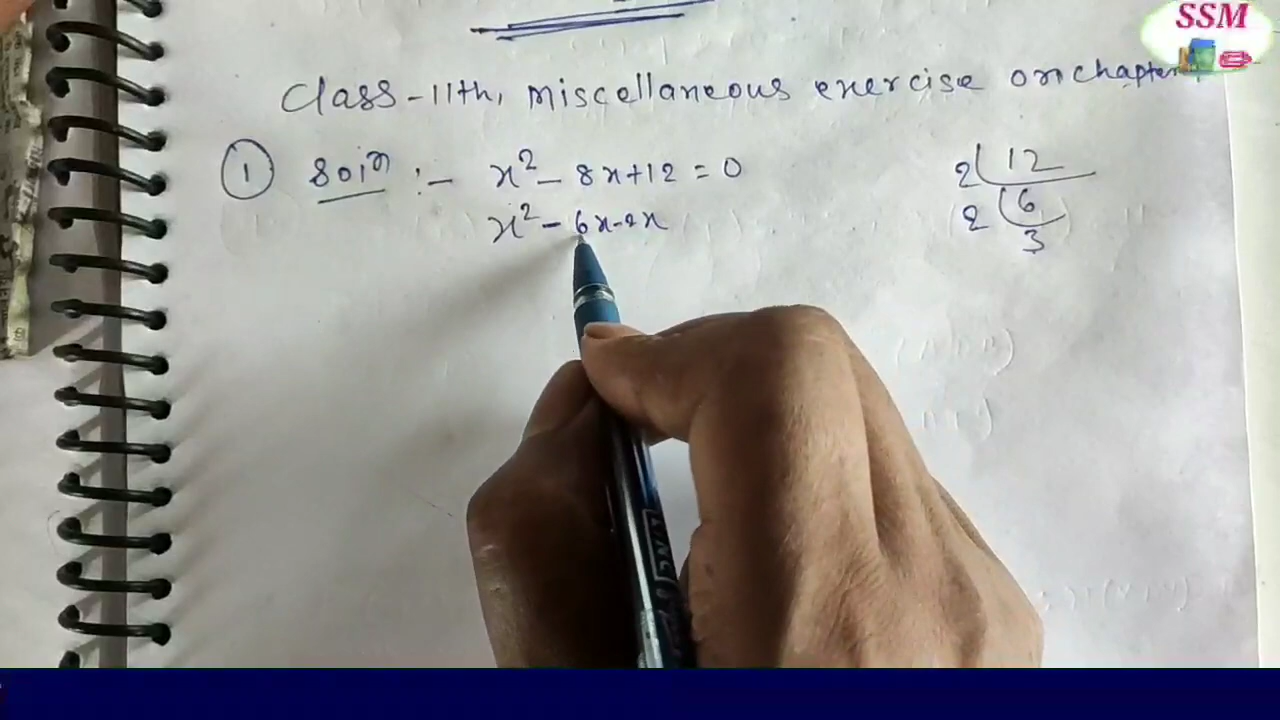 SSM
Class-11th, miscellaneous exercise on chapter
1 Soln :- x² - 8x + 12 = 0
x² - 6x - 2x
2 12
2 6
3